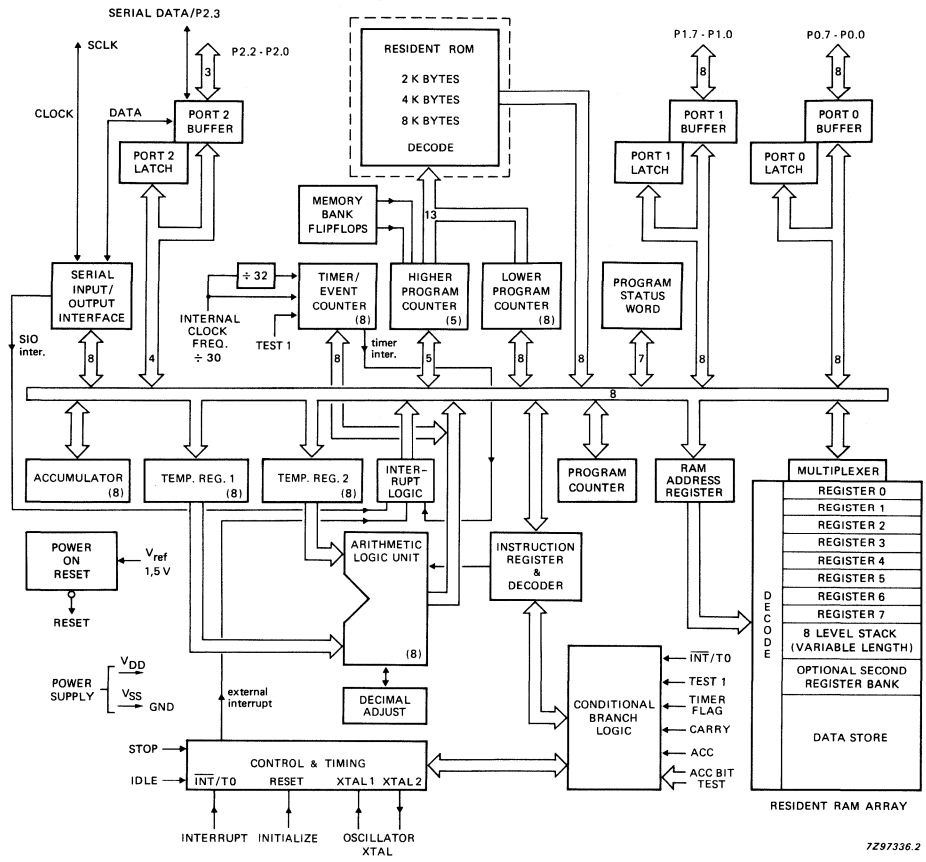 SERIAL DATA/P2.3
SCLK
P2.2 - P2.0
3
CLOCK
DATA
PORT 2
BUFFER
PORT 2
LATCH
RESIDENT ROM
2 K BYTES
4 K BYTES
8 K BYTES
DECODE
P1.7 - P1.0
8
PORT 1
BUFFER
PORT 1
LATCH
P0.7 - P0.0
8
PORT 0
BUFFER
PORT 0
LATCH
MEMORY
BANK
FLIPFLOPS
13
SERIAL
INPUT/
OUTPUT
INTERFACE
÷ 32
INTERNAL
CLOCK
FREQ.
÷ 30
TEST 1
TIMER/
EVENT
COUNTER
(8)
timer
inter.
HIGHER
PROGRAM
COUNTER
(5)
LOWER
PROGRAM
COUNTER
(8)
PROGRAM
STATUS
WORD
SIO
inter.
8
4
8
5
8
8
7
8
8
8
ACCUMULATOR
(8)
TEMP. REG. 1
(8)
TEMP. REG. 2
(8)
INTER-
RUPT
LOGIC
PROGRAM
COUNTER
RAM
ADDRESS
REGISTER
MULTIPLEXER
REGISTER 0
REGISTER 1
REGISTER 2
REGISTER 3
REGISTER 4
REGISTER 5
REGISTER 6
REGISTER 7
8 LEVEL STACK
(VARIABLE LENGTH)
OPTIONAL SECOND
REGISTER BANK
DATA STORE
DECODE
RESIDENT RAM ARRAY
POWER
ON
RESET
Vref
1,5 V
RESET
ARITHMETIC
LOGIC UNIT
(8)
INSTRUCTION
REGISTER
&
DECODER
DECIMAL
ADJUST
POWER
SUPPLY
VDD
VSS
GND
external
interrupt
CONDITIONAL
BRANCH
LOGIC
INT/T0
TEST 1
TIMER
FLAG
CARRY
ACC
ACC BIT
TEST
STOP
IDLE
CONTROL & TIMING
INT/T0
RESET
XTAL 1
XTAL 2
INTERRUPT
INITIALIZE
OSCILLATOR
XTAL
7Z97336.2